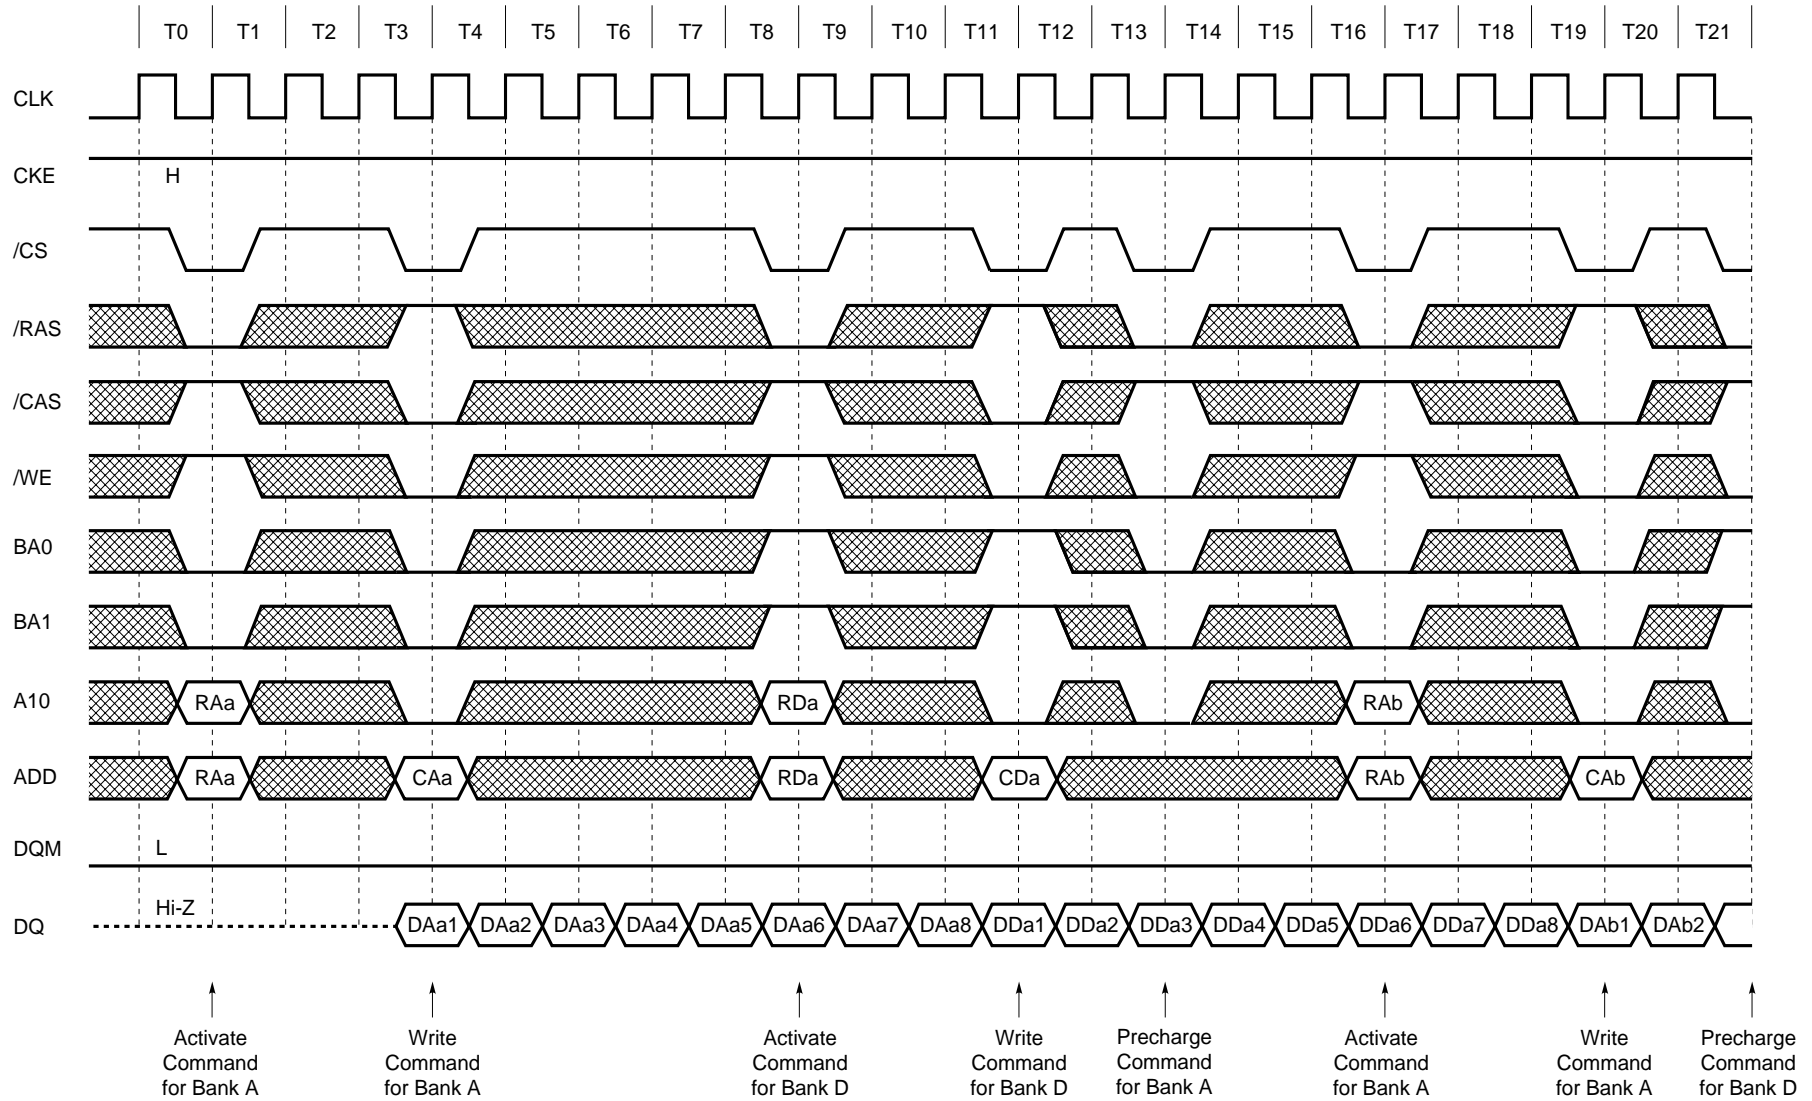 T0 T1 T2 T3 T4 T5 T6 T7 T8 T9 T10 T11 T12 T13 T14 T15 T16 T17 T18 T19 T20 T21
CLK
CKE
H
/CS
/RAS
/CAS
/WE
BA0
BA1
A10 RAa RDa RAb
ADD RAa CAa RDa CDa RAb CAb
DQM
L
Hi-Z
DQ DAa1 DAa2 DAa3 DAa4 DAa5 DAa6 DAa7 DAa8 DDa1 DDa2 DDa3 DDa4 DDa5 DDa6 DDa7 DDa8 DAb1 DAb2
Activate
Command
for Bank A
Write
Command
for Bank A
Activate
Command
for Bank D
Write
Command
for Bank D
Precharge
Command
for Bank A
Activate
Command
for Bank A
Write
Command
for Bank A
Precharge
Command
for Bank D